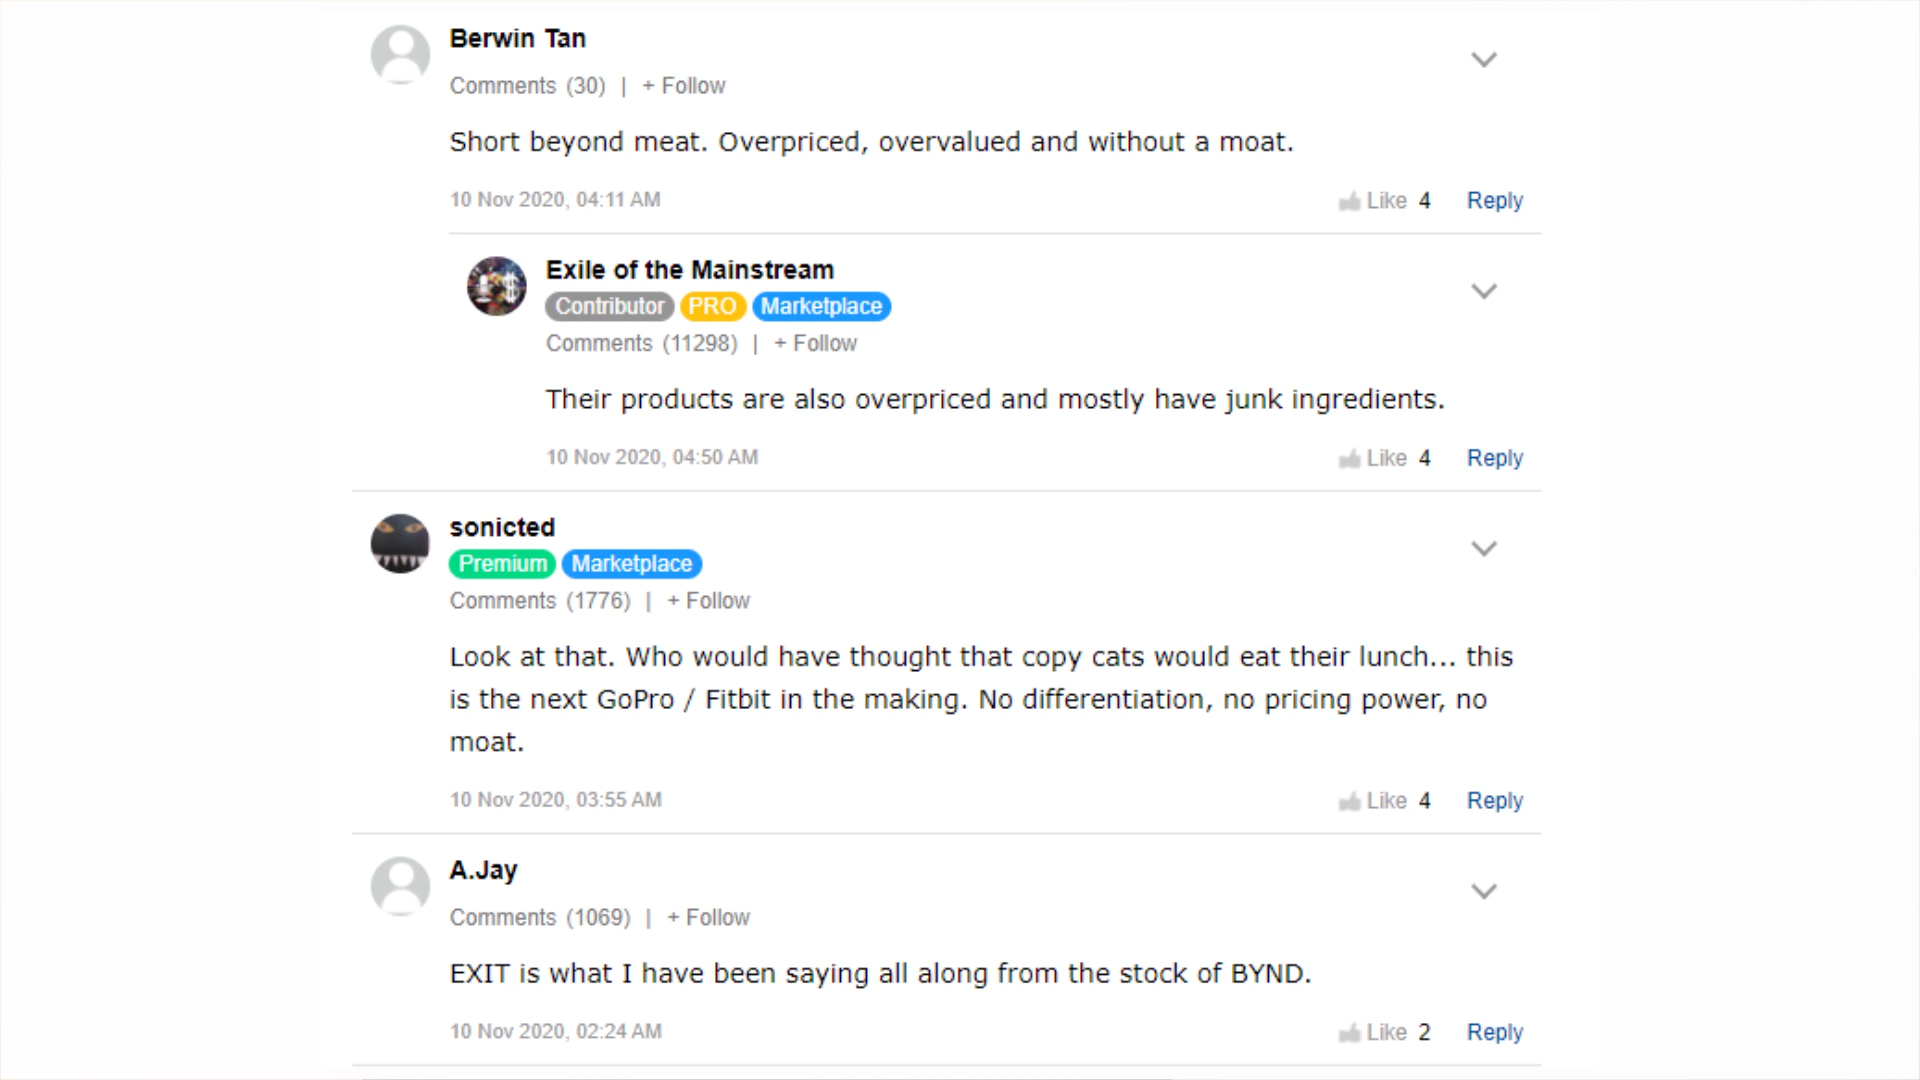 Berwin Tan
Comments (30) | + Follow
Short beyond meat. Overpriced, overvalued and without a moat.
10 Nov 2020, 04:11 AM Like 4 Reply
Exile of the Mainstream
Contributor PRO Marketplace
Comments (11298) | + Follow
Their products are also overpriced and mostly have junk ingredients.
10 Nov 2020, 04:50 AM Like 4 Reply
sonicted
Premium Marketplace
Comments (1776) | + Follow
Look at that. Who would have thought that copy cats would eat their lunch... this
is the next GoPro / Fitbit in the making. No differentiation, no pricing power, no
moat.
10 Nov 2020, 03:55 AM Like 4 Reply
A.Jay
Comments (1069) | + Follow
EXIT is what I have been saying all along from the stock of BYND.
10 Nov 2020, 02:24 AM Like 2 Reply